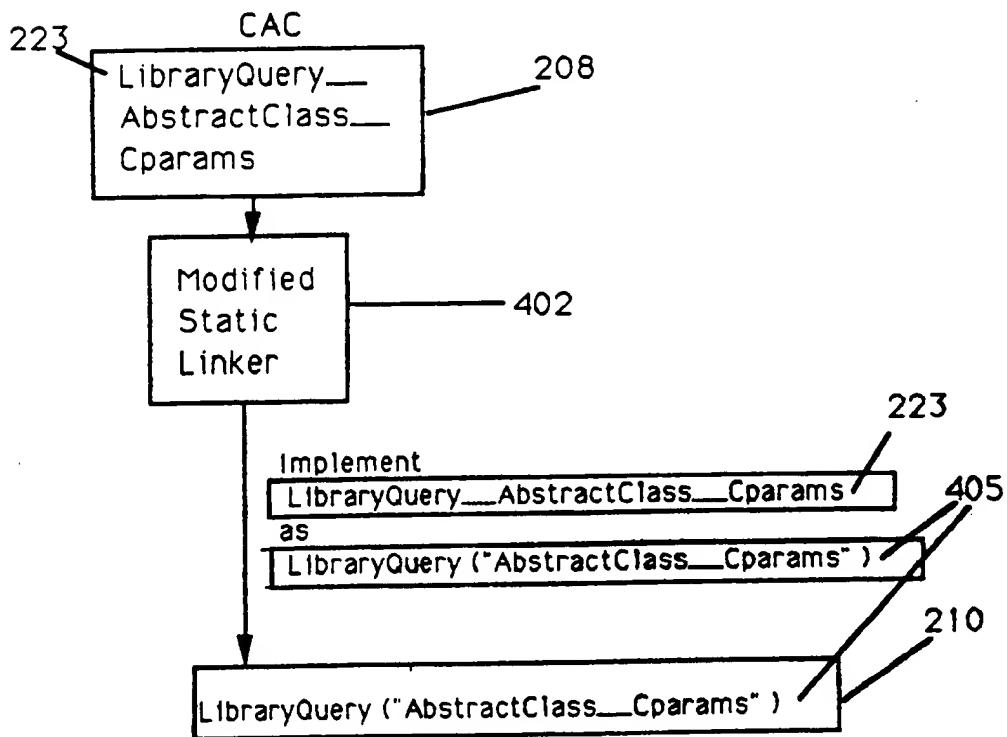 CAC
223
LibraryQuery__
AbstractClass__
Cparams
208
Modified
Static
Linker
402
223
Implement
LibraryQuery__AbstractClass__Cparams
405
as
LibraryQuery ("AbstractClass__Cparams" )
210
LibraryQuery ("AbstractClass__Cparams" )